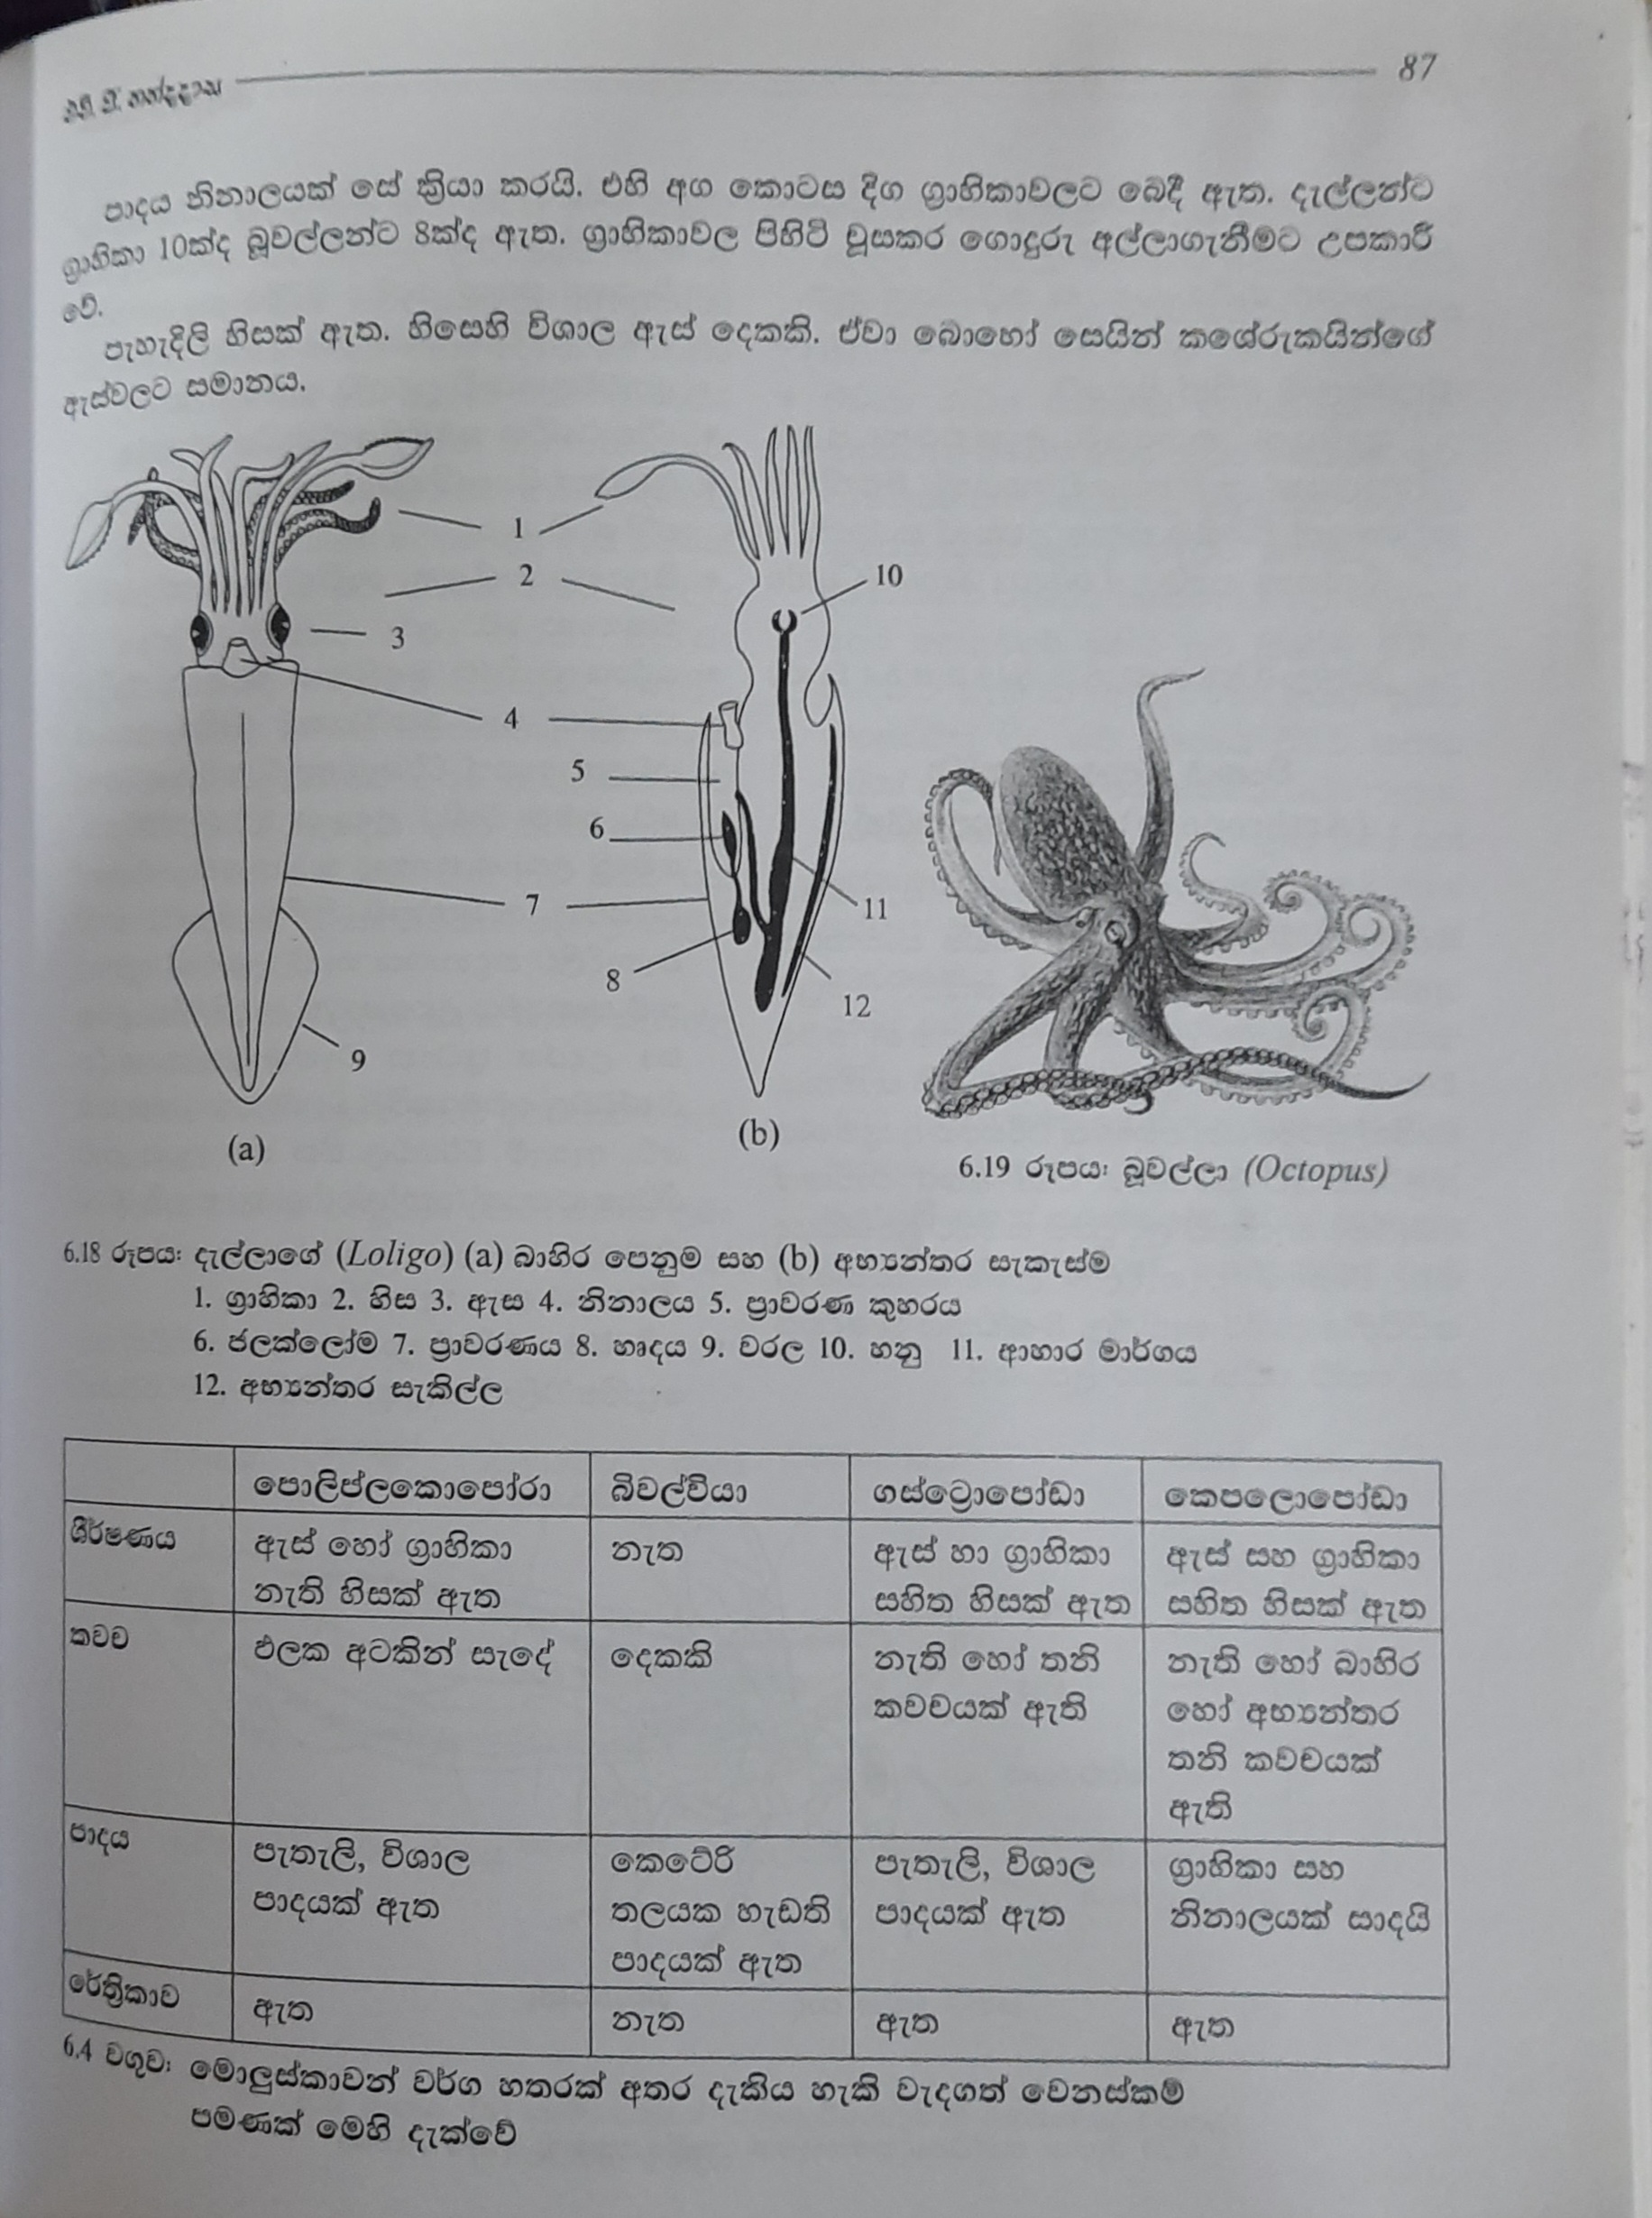 87
පාදය නිනාලයක් සේ ක්‍රියා කරයි. එහි අග කොටස දිග ග්‍රාහිකාවලට බෙදී ඇත. දැල්ලන්ට
ග්‍රාහිකා 10ක්ද බූවල්ලන්ට 8ක්ද ඇත. ග්‍රාහිකාවල පිහිටි චූසකර ගොදුරු අල්ලාගැනීමට උපකාරී
වේ.
පැහැදිලි හිසක් ඇත. හිසෙහි විශාල ඇස් දෙකකි. ඒවා බොහෝ සෙයින් කශේරුකයින්ගේ
ඇස්වලට සමානය.
1
2
10
3
4
5
6
7
11
8
12
9
(a)
(b)
6.19 රූපය: බූවල්ලා (Octopus)
6.18 රූපය: දැල්ලාගේ (Loligo) (a) බාහිර පෙනුම සහ (b) අභ්‍යන්තර සැකැස්ම
1. ග්‍රාහිකා 2. හිස 3. ඇස 4. නිනාලය 5. ප්‍රාවරණ කුහරය
6. ජලක්ලෝම 7. ප්‍රාවරණය 8. හෘදය 9. වරල 10. හනු 11. ආහාර මාර්ගය
12. අභ්‍යන්තර සැකිල්ල
පොලිප්ලකොපෝරා බිවල්වියා ගස්ට්‍රොපෝඩා කෙපලොපෝඩා
ශීර්ෂණය ඇස් හෝ ග්‍රාහිකා නැත ඇස් හා ග්‍රාහිකා ඇස් සහ ග්‍රාහිකා
නැති හිසක් ඇත සහිත හිසක් ඇත සහිත හිසක් ඇත
කවච ඵලක අටකින් සැදේ දෙකකි නැති හෝ තනි නැති හෝ බාහිර
කවචයක් ඇති හෝ අභ්‍යන්තර
තනි කවචයක්
ඇති
පාදය පැතැලි, විශාල කෙටේරි පැතැලි, විශාල ග්‍රාහිකා සහ
පාදයක් ඇත තලයක හැඩති පාදයක් ඇත නිනාලයක් සාදයි
පාදයක් ඇත
රේත්‍රිකාව ඇත නැත ඇත ඇත
6.4 වගුව: මොලුස්කාවන් වර්ග හතරක් අතර දැකිය හැකි වැදගත් වෙනස්කම්
පමණක් මෙහි දැක්වේ